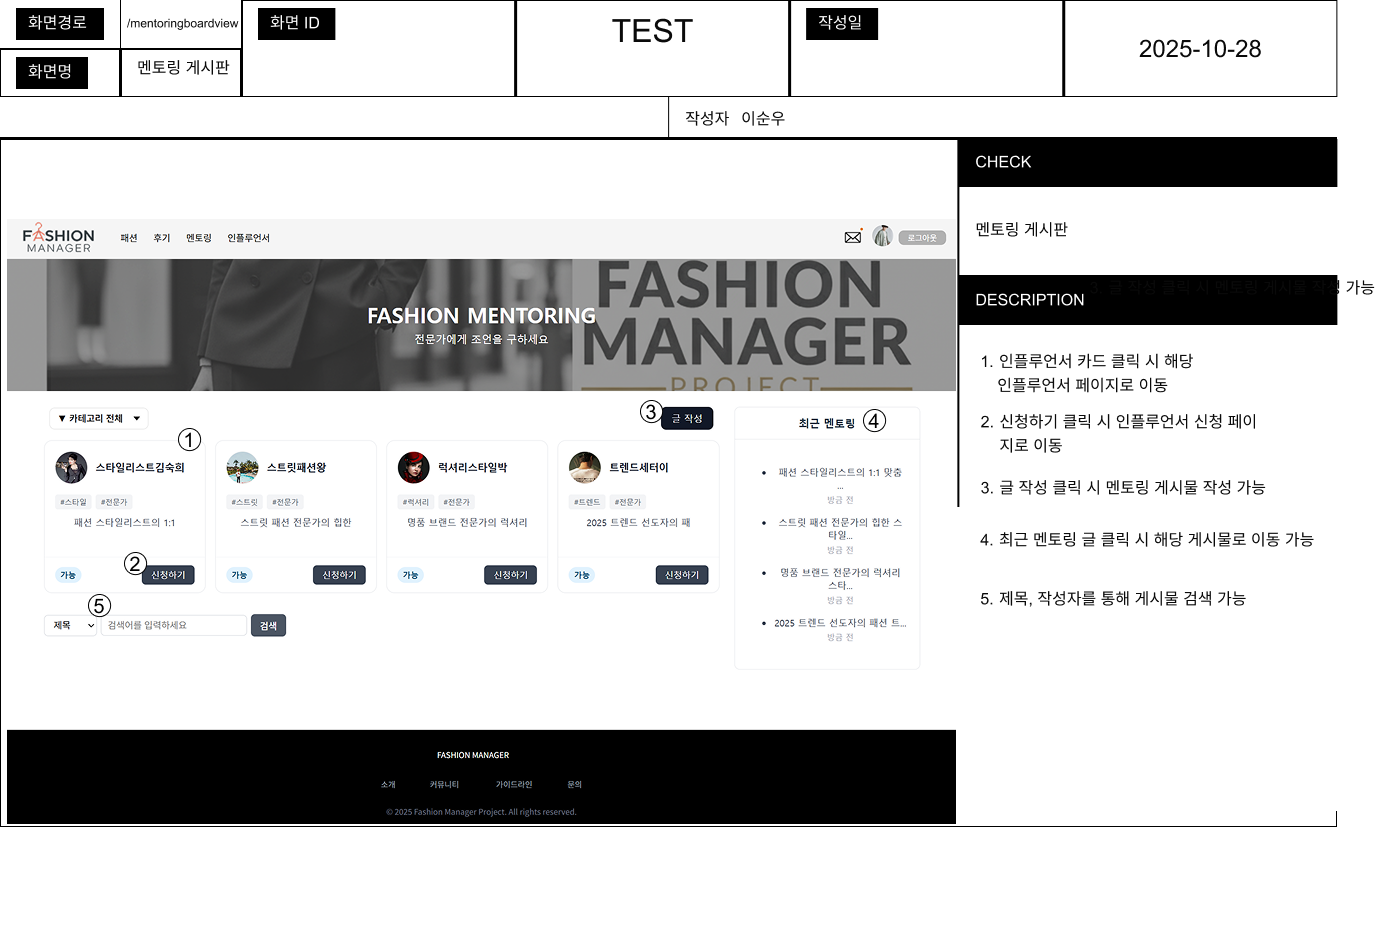 화면경로
/mentoringboardview
화면 ID
TEST
작성일
2025-10-28
화면명
멘토링 게시판
작성자 이순우
CHECK
멘토링 게시판
3. 글 작성 클릭 시 멘토링 게시물 작성 가능
DESCRIPTION
1. 인플루언서 카드 클릭 시 해당
인플루언서 페이지로 이동
2. 신청하기 클릭 시 인플루언서 신청 페이
지로 이동
3. 글 작성 클릭 시 멘토링 게시물 작성 가능
4. 최근 멘토링 글 클릭 시 해당 게시물로 이동 가능
5. 제목, 작성자를 통해 게시물 검색 가능
FASHION
MANAGER
패션 후기 멘토링 인플루언서
로그아웃
FASHION MENTORING
전문가에게 조언을 구하세요
FASHION
MANAGER
PROJECT
▼ 카테고리 전체
③ 글 작성
①
스타일리스트김숙희
#스타일 #전문가
패션 스타일리스트의 1:1
가능 ② 신청하기
스트릿패션왕
#스트릿 #전문가
스트릿 패션 전문가의 힙한
가능 신청하기
럭셔리스타일박
#럭셔리 #전문가
명품 브랜드 전문가의 럭셔리
가능 신청하기
트렌드세터이
#트렌드 #전문가
2025 트렌드 선도자의 패
가능 신청하기
최근 멘토링 ④
• 패션 스타일리스트의 1:1 맞춤
...
방금 전
• 스트릿 패션 전문가의 힙한 스
타일...
방금 전
• 명품 브랜드 전문가의 럭셔리
스타...
방금 전
• 2025 트렌드 선도자의 패션 트...
방금 전
⑤
제목 검색어를 입력하세요 검색
FASHION MANAGER
소개 커뮤니티 가이드라인 문의
© 2025 Fashion Manager Project. All rights reserved.